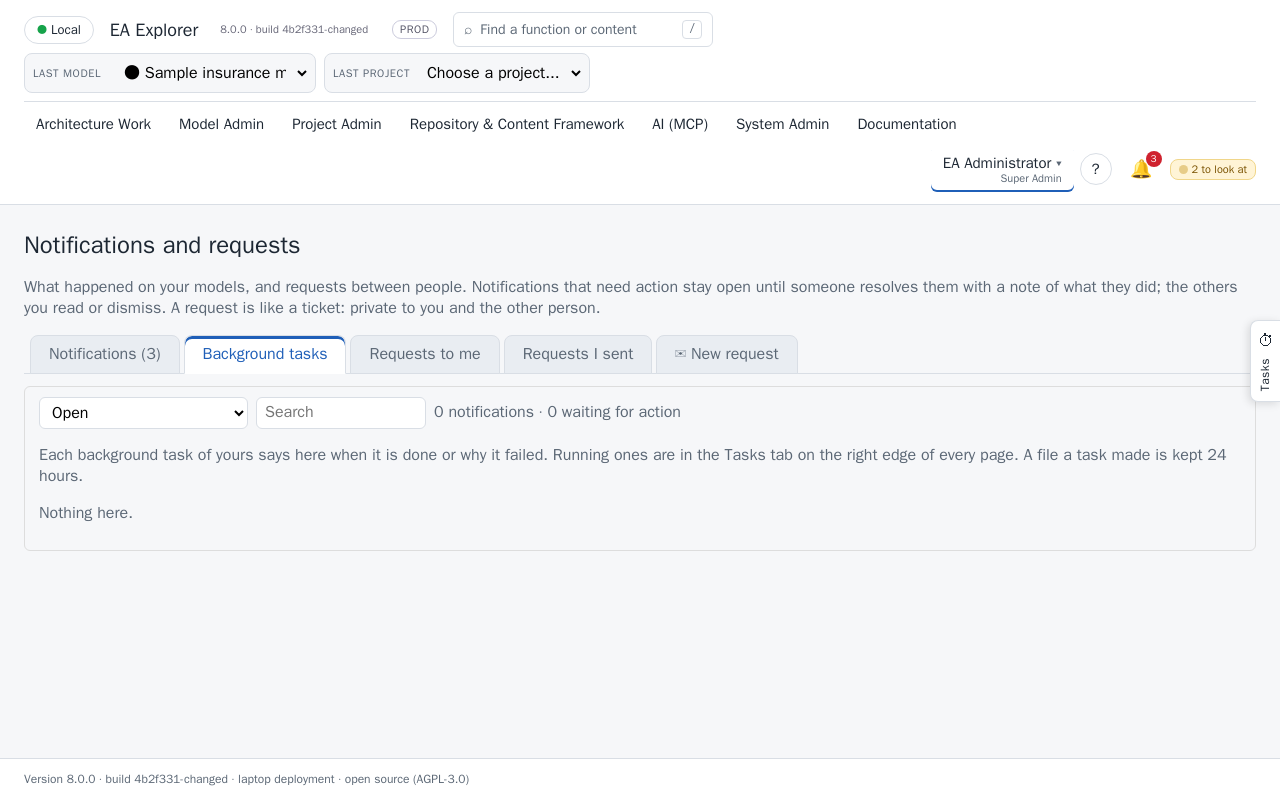 Local
EA Explorer
8.0.0 · build 4b2f331-changed
PROD
Find a function or content
/
LAST MODEL
Sample insurance m
LAST PROJECT
Choose a project...
Architecture Work
Model Admin
Project Admin
Repository & Content Framework
AI (MCP)
System Admin
Documentation
EA Administrator ▾
Super Admin
?
3
2 to look at
Notifications and requests
What happened on your models, and requests between people. Notifications that need action stay open until someone resolves them with a note of what they did; the others
you read or dismiss. A request is like a ticket: private to you and the other person.
Notifications (3)
Background tasks
Requests to me
Requests I sent
✉ New request
Tasks
Open
Search
0 notifications · 0 waiting for action
Each background task of yours says here when it is done or why it failed. Running ones are in the Tasks tab on the right edge of every page. A file a task made is kept 24
hours.
Nothing here.
Version 8.0.0 · build 4b2f331-changed · laptop deployment · open source (AGPL-3.0)